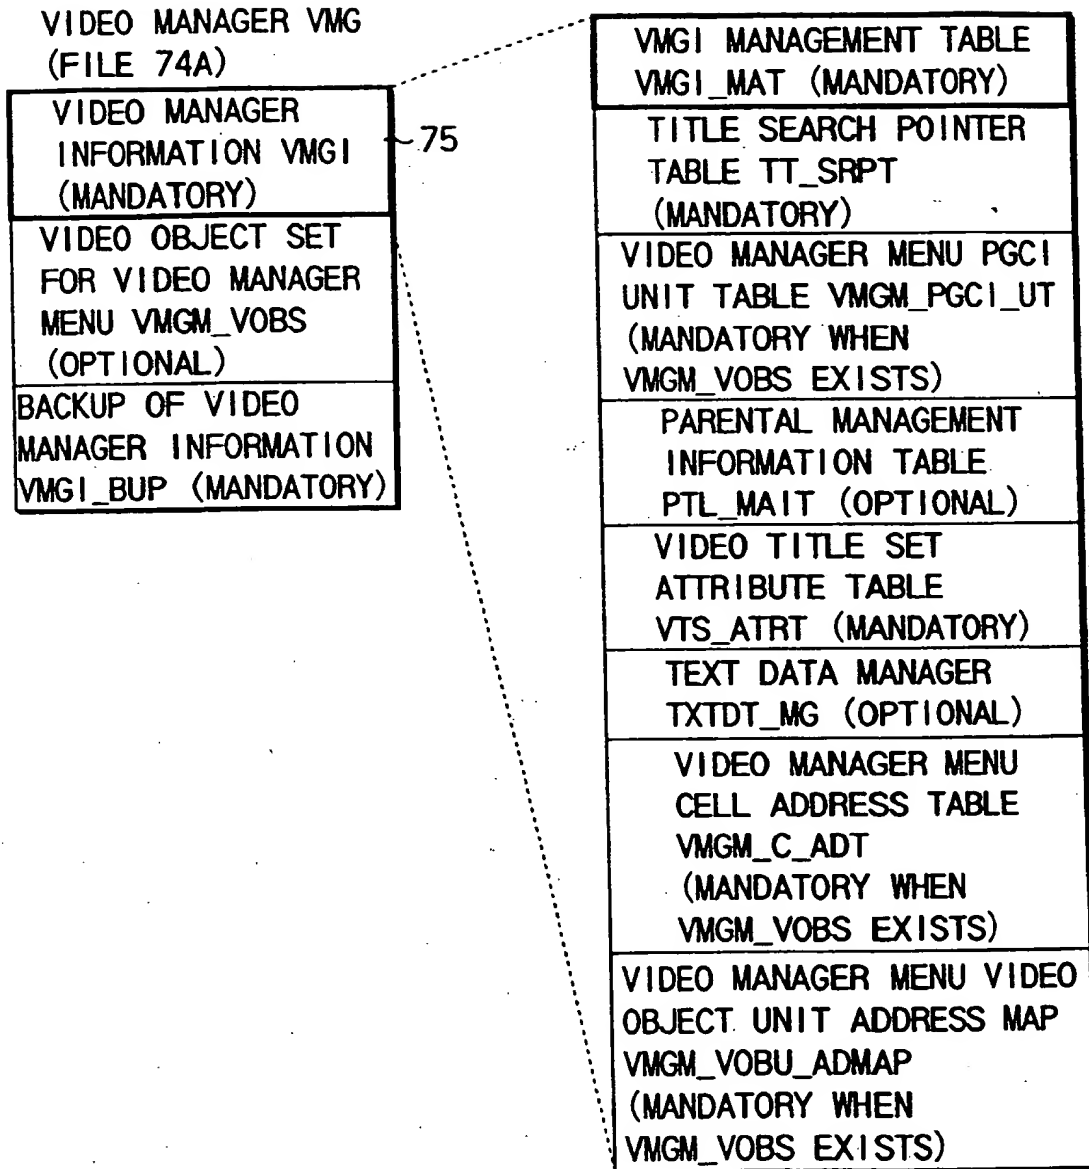 VIDEO MANAGER VMG
(FILE 74A)
VIDEO MANAGER
INFORMATION VMGI
(MANDATORY)
75
VIDEO OBJECT SET
FOR VIDEO MANAGER
MENU VMGM_VOBS
(OPTIONAL)
BACKUP OF VIDEO
MANAGER INFORMATION
VMGI_BUP (MANDATORY)
VMGI MANAGEMENT TABLE
VMGI_MAT (MANDATORY)
TITLE SEARCH POINTER
TABLE TT_SRPT
(MANDATORY)
VIDEO MANAGER MENU PGCI
UNIT TABLE VMGM_PGCI_UT
(MANDATORY WHEN
VMGM_VOBS EXISTS)
PARENTAL MANAGEMENT
INFORMATION TABLE
PTL_MAIT (OPTIONAL)
VIDEO TITLE SET
ATTRIBUTE TABLE
VTS_ATRT (MANDATORY)
TEXT DATA MANAGER
TXTDT_MG (OPTIONAL)
VIDEO MANAGER MENU
CELL ADDRESS TABLE
VMGM_C_ADT
(MANDATORY WHEN
VMGM_VOBS EXISTS)
VIDEO MANAGER MENU VIDEO
OBJECT UNIT ADDRESS MAP
VMGM_VOBU_ADMAP
(MANDATORY WHEN
VMGM_VOBS EXISTS)